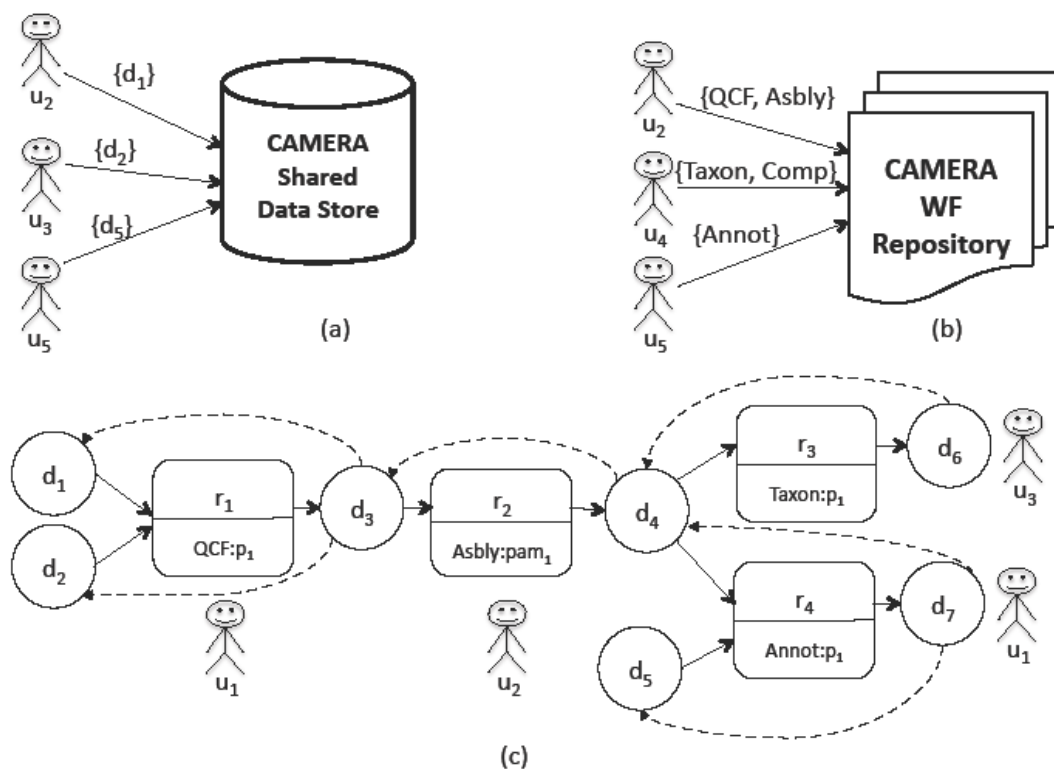 {d₁}
u₂
{d₂}
u₃
{d₅}
u₅
CAMERA
Shared
Data Store
(a)
{QCF, Asbly}
u₂
{Taxon, Comp}
u₄
{Annot}
u₅
CAMERA
WF
Repository
(b)
d₁
d₂
r₁
QCF:p₁
u₁
d₃
r₂
Asbly:pam₁
u₂
d₄
r₃
Taxon:p₁
d₆
u₃
d₅
r₄
Annot:p₁
d₇
u₁
(c)